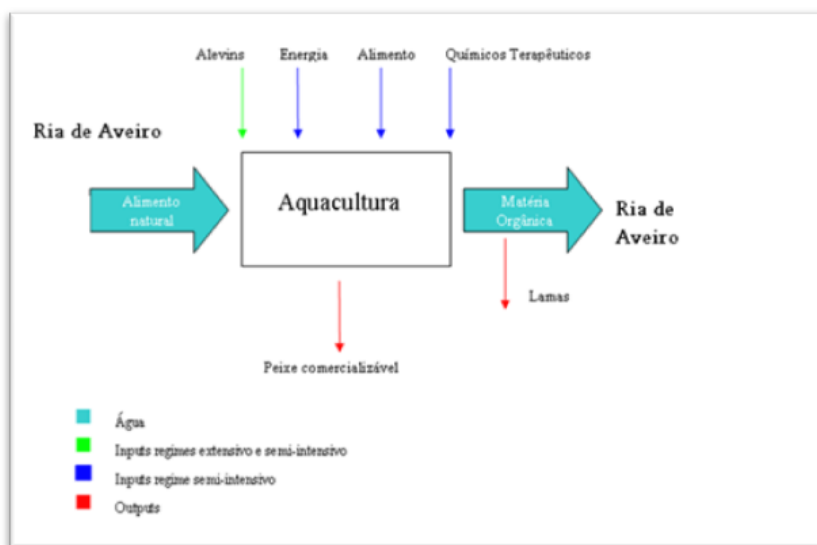 Alevins Energia Alimento Químicos Terapêuticos
Ria de Aveiro
Alimento
natural
Aquacultura
Matéria
Orgânica
Ria de
Aveiro
Lamas
Peixe comercializável
Água
Inputs regimes extensivo e semi-intensivo
Inputs regime semi-intensivo
Outputs